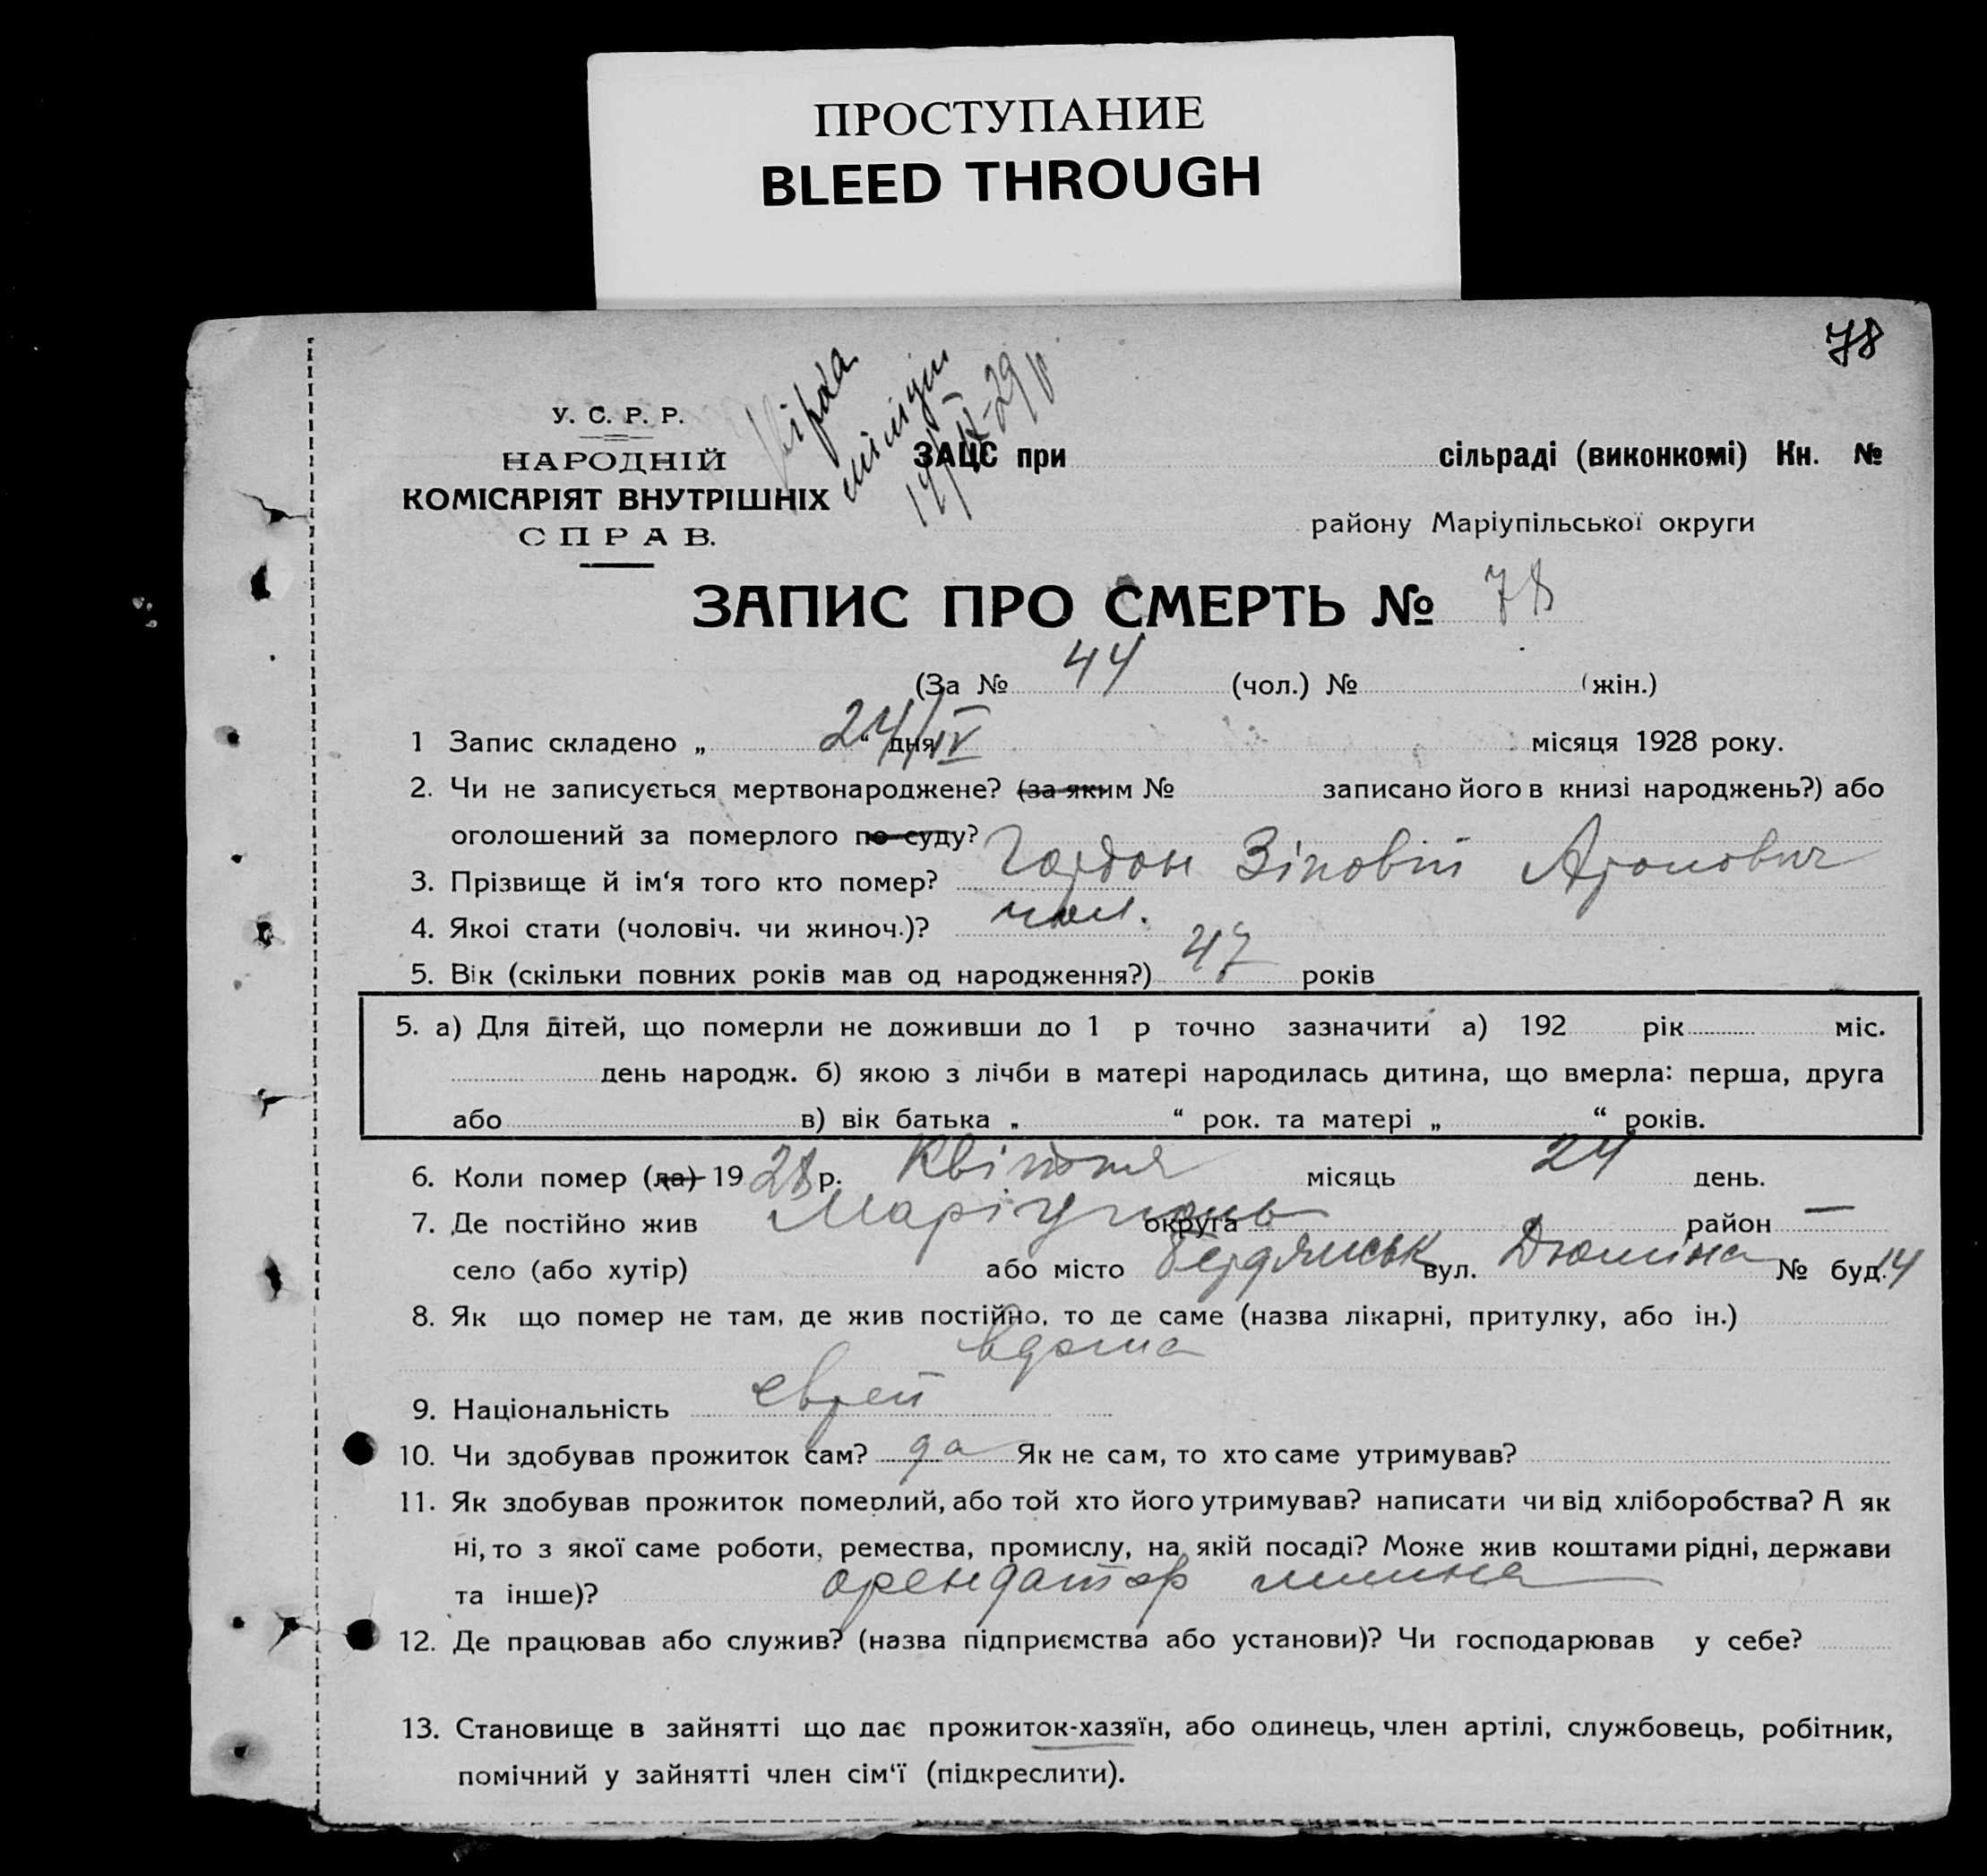 ПРОСТУПАНИЕ
BLEED THROUGH
78
У. С. Р. Р.
НАРОДНІЙ
КОМІСАРІЯТ ВНУТРІШНІХ
СПРАВ.
ЗАЦС при сільраді (виконкомі) Кн. №
району Маріупільської округи
ЗАПИС ПРО СМЕРТЬ № 78
(За № 44 (чол.) № (жін.)
1 Запис складено „ 24/IV “ дня місяця 1928 року.
2. Чи не записується мертвонароджене? (за яким № записано його в книзі народжень?) або
оголошений за померлого по суду?
3. Прізвище й ім‘я того кто помер? Гордон Зіновій Аронович
4. Якоі стати (чоловіч. чи жиноч.)? чол.
5. Вік (скільки повних років мав од народження?) 47 років
5. а) Для дітей, що померли не доживши до 1 р точно зазначити а) 192 рік міс.
день народж. б) якою з лічби в матері народилась дитина, що вмерла: перша, друга
або в) вік батька „ “ рок. та матері „ “ років.
6. Коли помер (ла) 1928 р. Квітня місяць 24 день.
7. Де постійно жив Маріуполь округа район —
село (або хутір) або місто Бердянськ вул. Дюміна № буд. 14
8. Як що помер не там, де жив постійно, то де саме (назва лікарні, притулку, або ін.)
вдома
9. Національність єврей
10. Чи здобував прожиток сам? да Як не сам, то хто саме утримував?
11. Як здобував прожиток померлий, або той хто його утримував? написати чи від хліборобства? А як
ні, то з якої саме роботи, ремества, промислу, на якій посаді? Може жив коштами рідні, держави
та інше)? орендатор
12. Де працював або служив? (назва підприємства або установи)? Чи господарював у себе?
13. Становище в зайнятті що дає прожиток-хазяїн, або одинець, член артілі, службовець, робітник,
помічний у зайнятті член сім‘ї (підкреслити).